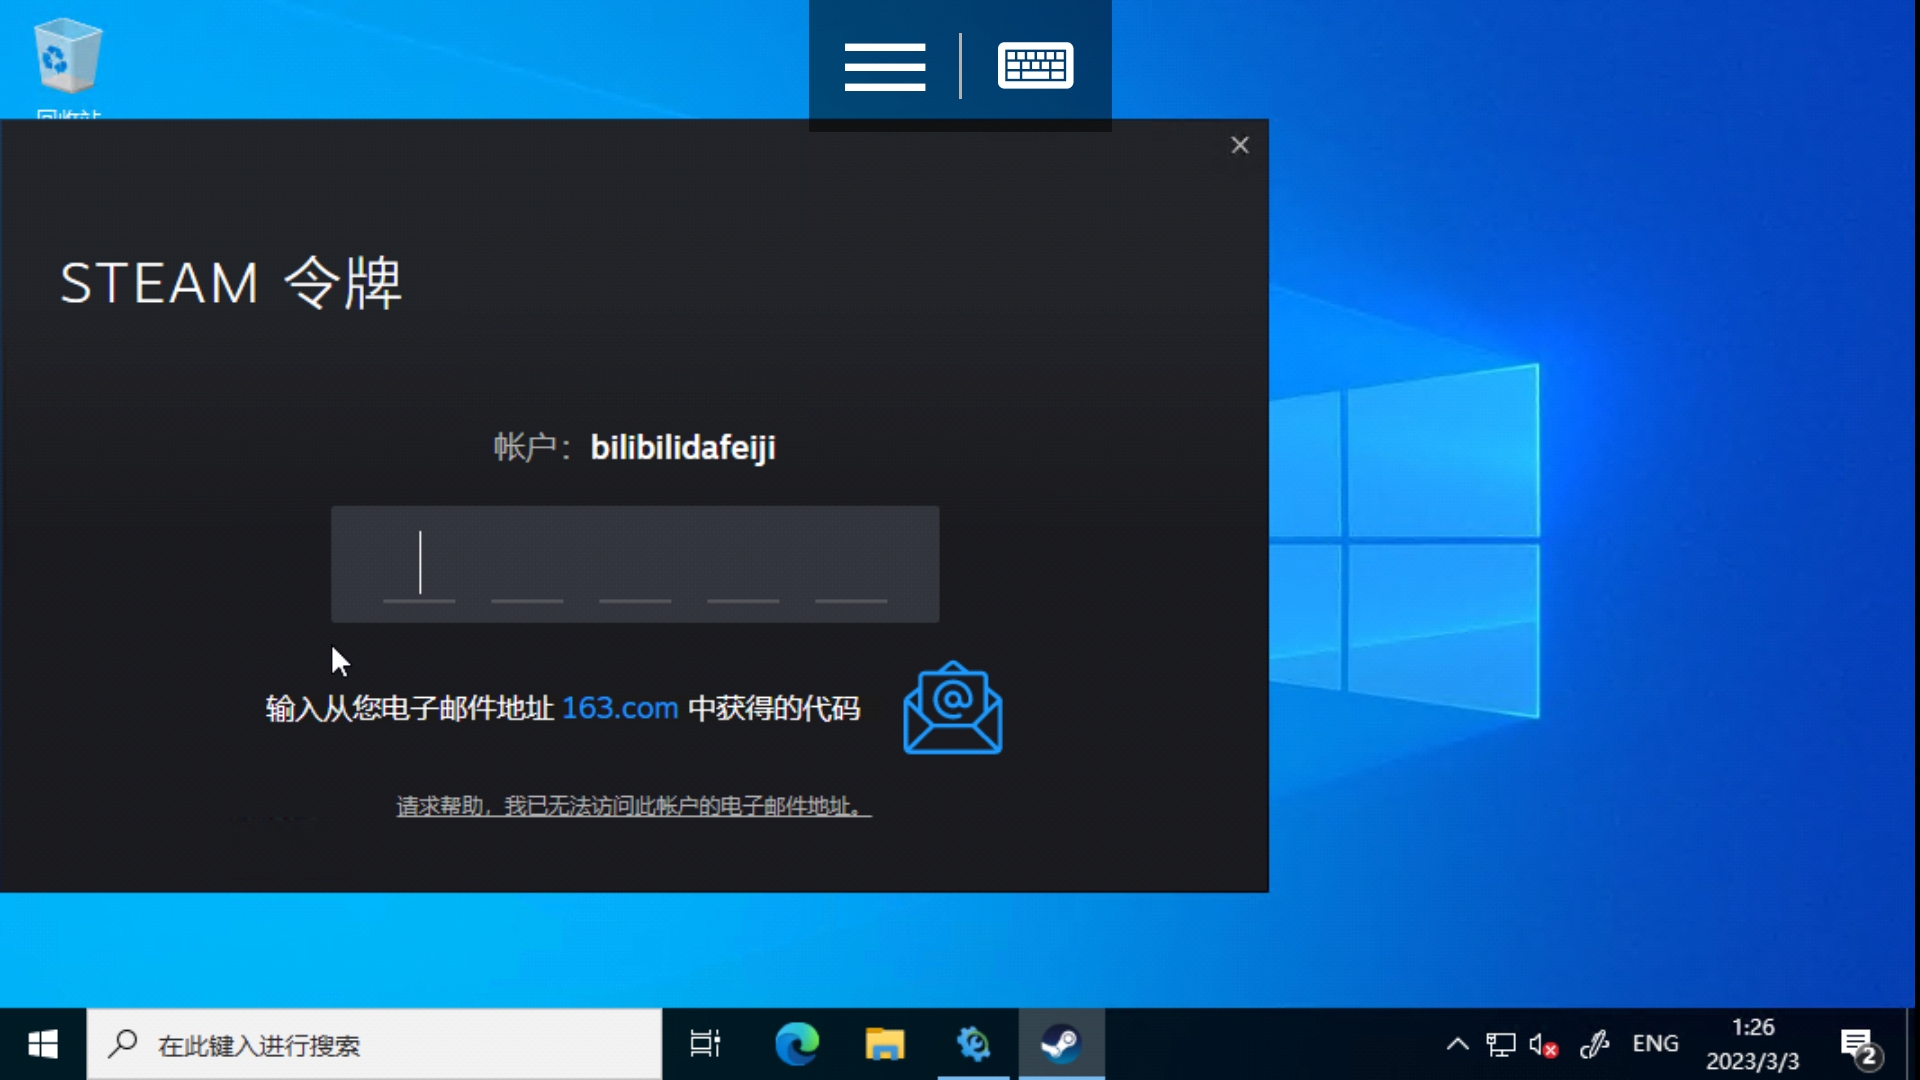 回收站
STEAM 令牌
帐户： bilibilidafeiji
输入从您电子邮件地址 163.com 中获得的代码
请求帮助，我已无法访问此帐户的电子邮件地址。
在此键入进行搜索
ENG
1:26
2023/3/3
2